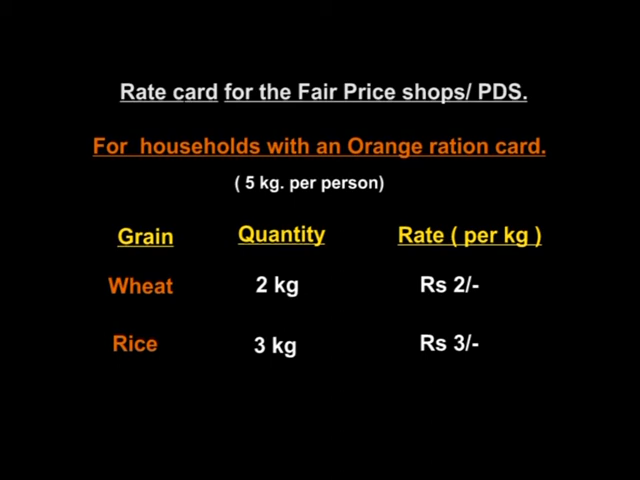 Rate card for the Fair Price shops/ PDS.
For households with an Orange ration card.
( 5 kg. per person)
Grain Quantity Rate ( per kg )
Wheat 2 kg Rs 2/-
Rice 3 kg Rs 3/-